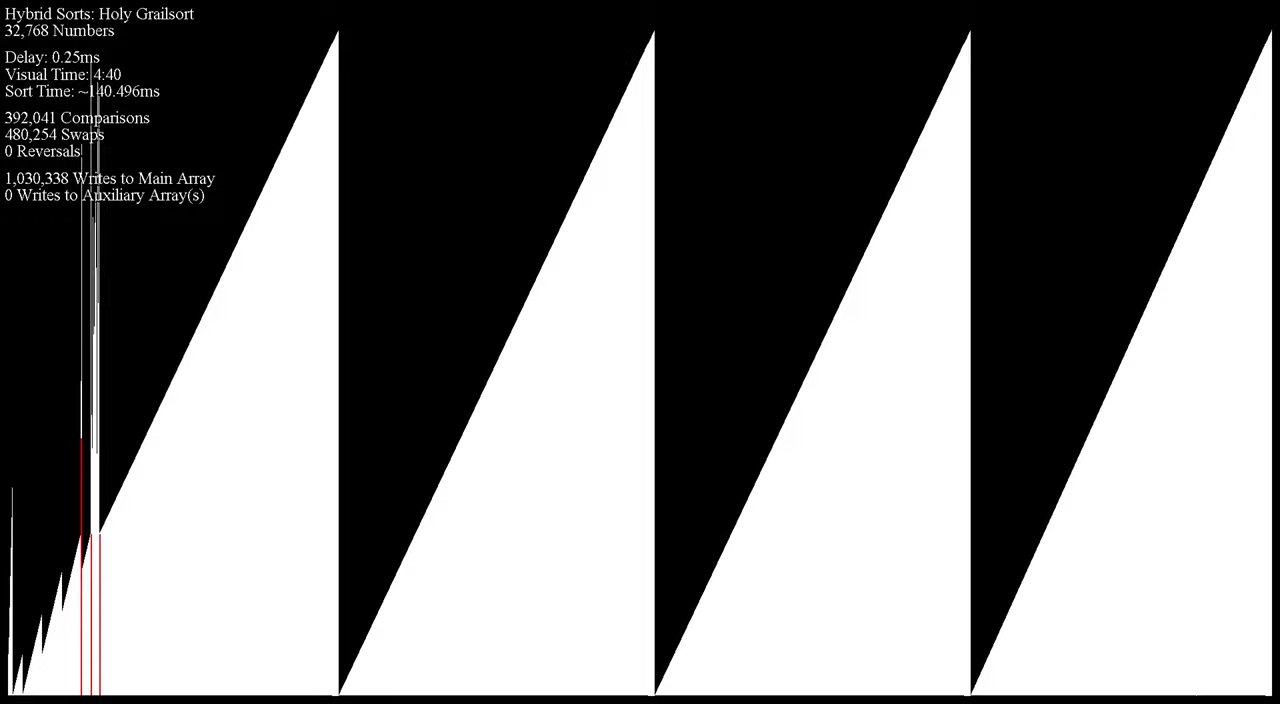 Hybrid Sorts: Holy Grailsort
32,768 Numbers
Delay: 0.25ms
Visual Time: 4:40
Sort Time: ~140.496ms
392,041 Comparisons
480,254 Swaps
0 Reversals
1,030,338 Writes to Main Array
0 Writes to Auxiliary Array(s)